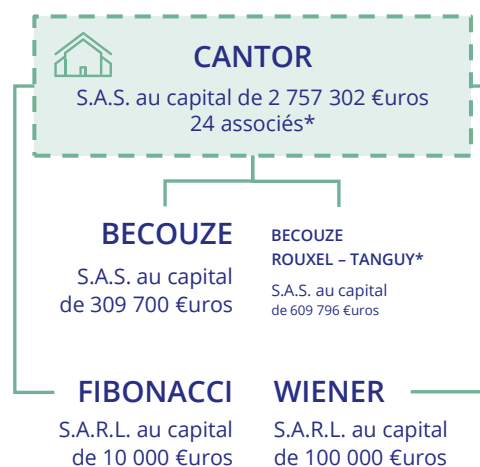 CANTOR
S.A.S. au capital de 2 757 302 €uros
24 associés*
BECOUZE
S.A.S. au capital
de 309 700 €uros
BECOUZE
ROUXEL – TANGUY*
S.A.S. au capital
de 609 796 €uros
FIBONACCI
S.A.R.L. au capital
de 10 000 €uros
WIENER
S.A.R.L. au capital
de 100 000 €uros